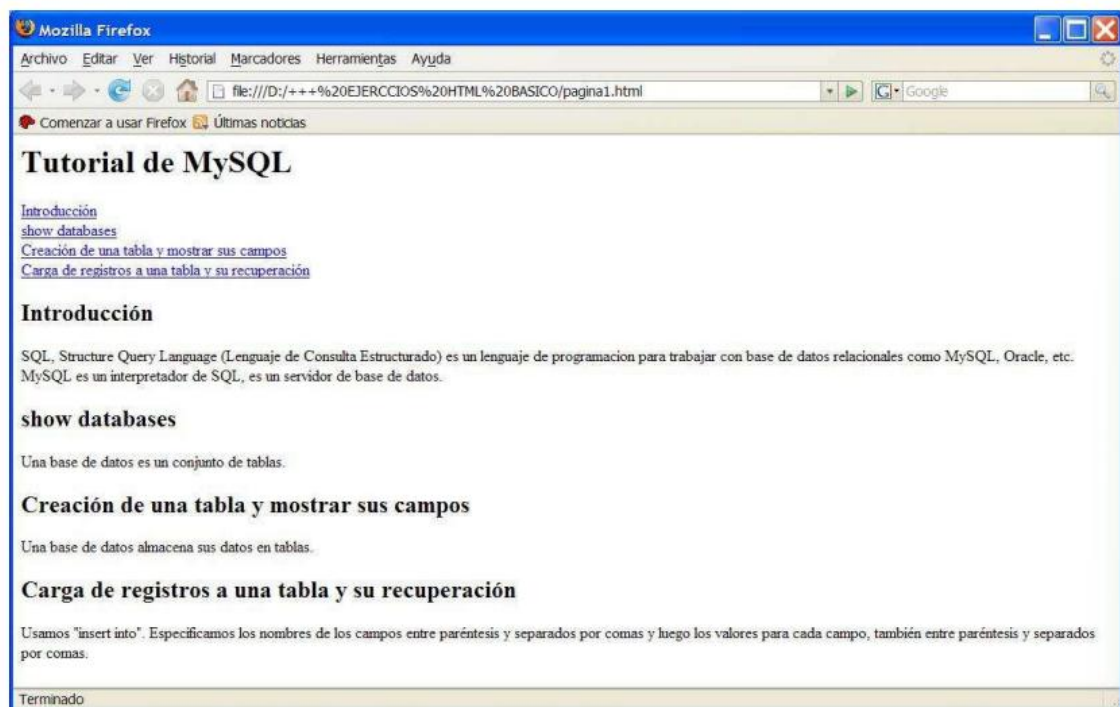 Mozilla Firefox
Archivo Editar Ver Historial Marcadores Herramientas Ayuda
file:///D:/+++%20EJERCCIOS%20HTML%20BASICO/pagina1.html G Google
Comenzar a usar Firefox Últimas noticias
Tutorial de MySQL
Introducción
show databases
Creación de una tabla y mostrar sus campos
Carga de registros a una tabla y su recuperación
Introducción
SQL, Structure Query Language (Lenguaje de Consulta Estructurado) es un lenguaje de programacion para trabajar con base de datos relacionales como MySQL, Oracle, etc.
MySQL es un interpretador de SQL, es un servidor de base de datos.
show databases
Una base de datos es un conjunto de tablas.
Creación de una tabla y mostrar sus campos
Una base de datos almacena sus datos en tablas.
Carga de registros a una tabla y su recuperación
Usamos "insert into". Especificamos los nombres de los campos entre paréntesis y separados por comas y luego los valores para cada campo, también entre paréntesis y separados
por comas.
Terminado